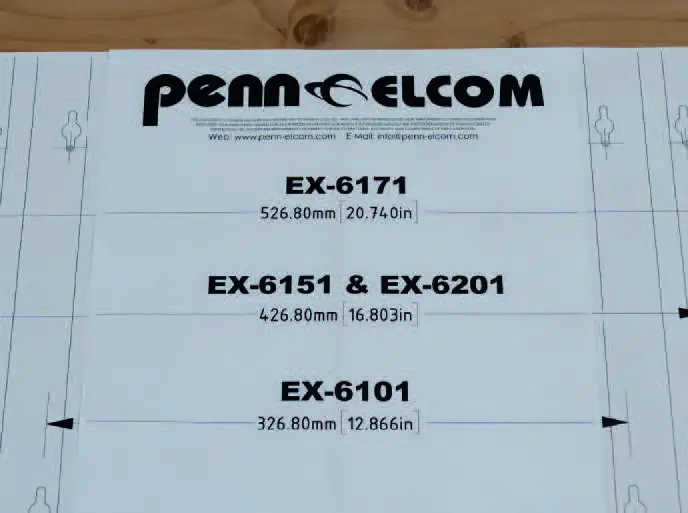 Penn ELCOM
Web: www.penn-elcom.com E-Mail: info@penn-elcom.com
EX-6171
526.80mm [20.740in]
EX-6151 & EX-6201
426.80mm [16.803in]
EX-6101
326.80mm [12.866in]